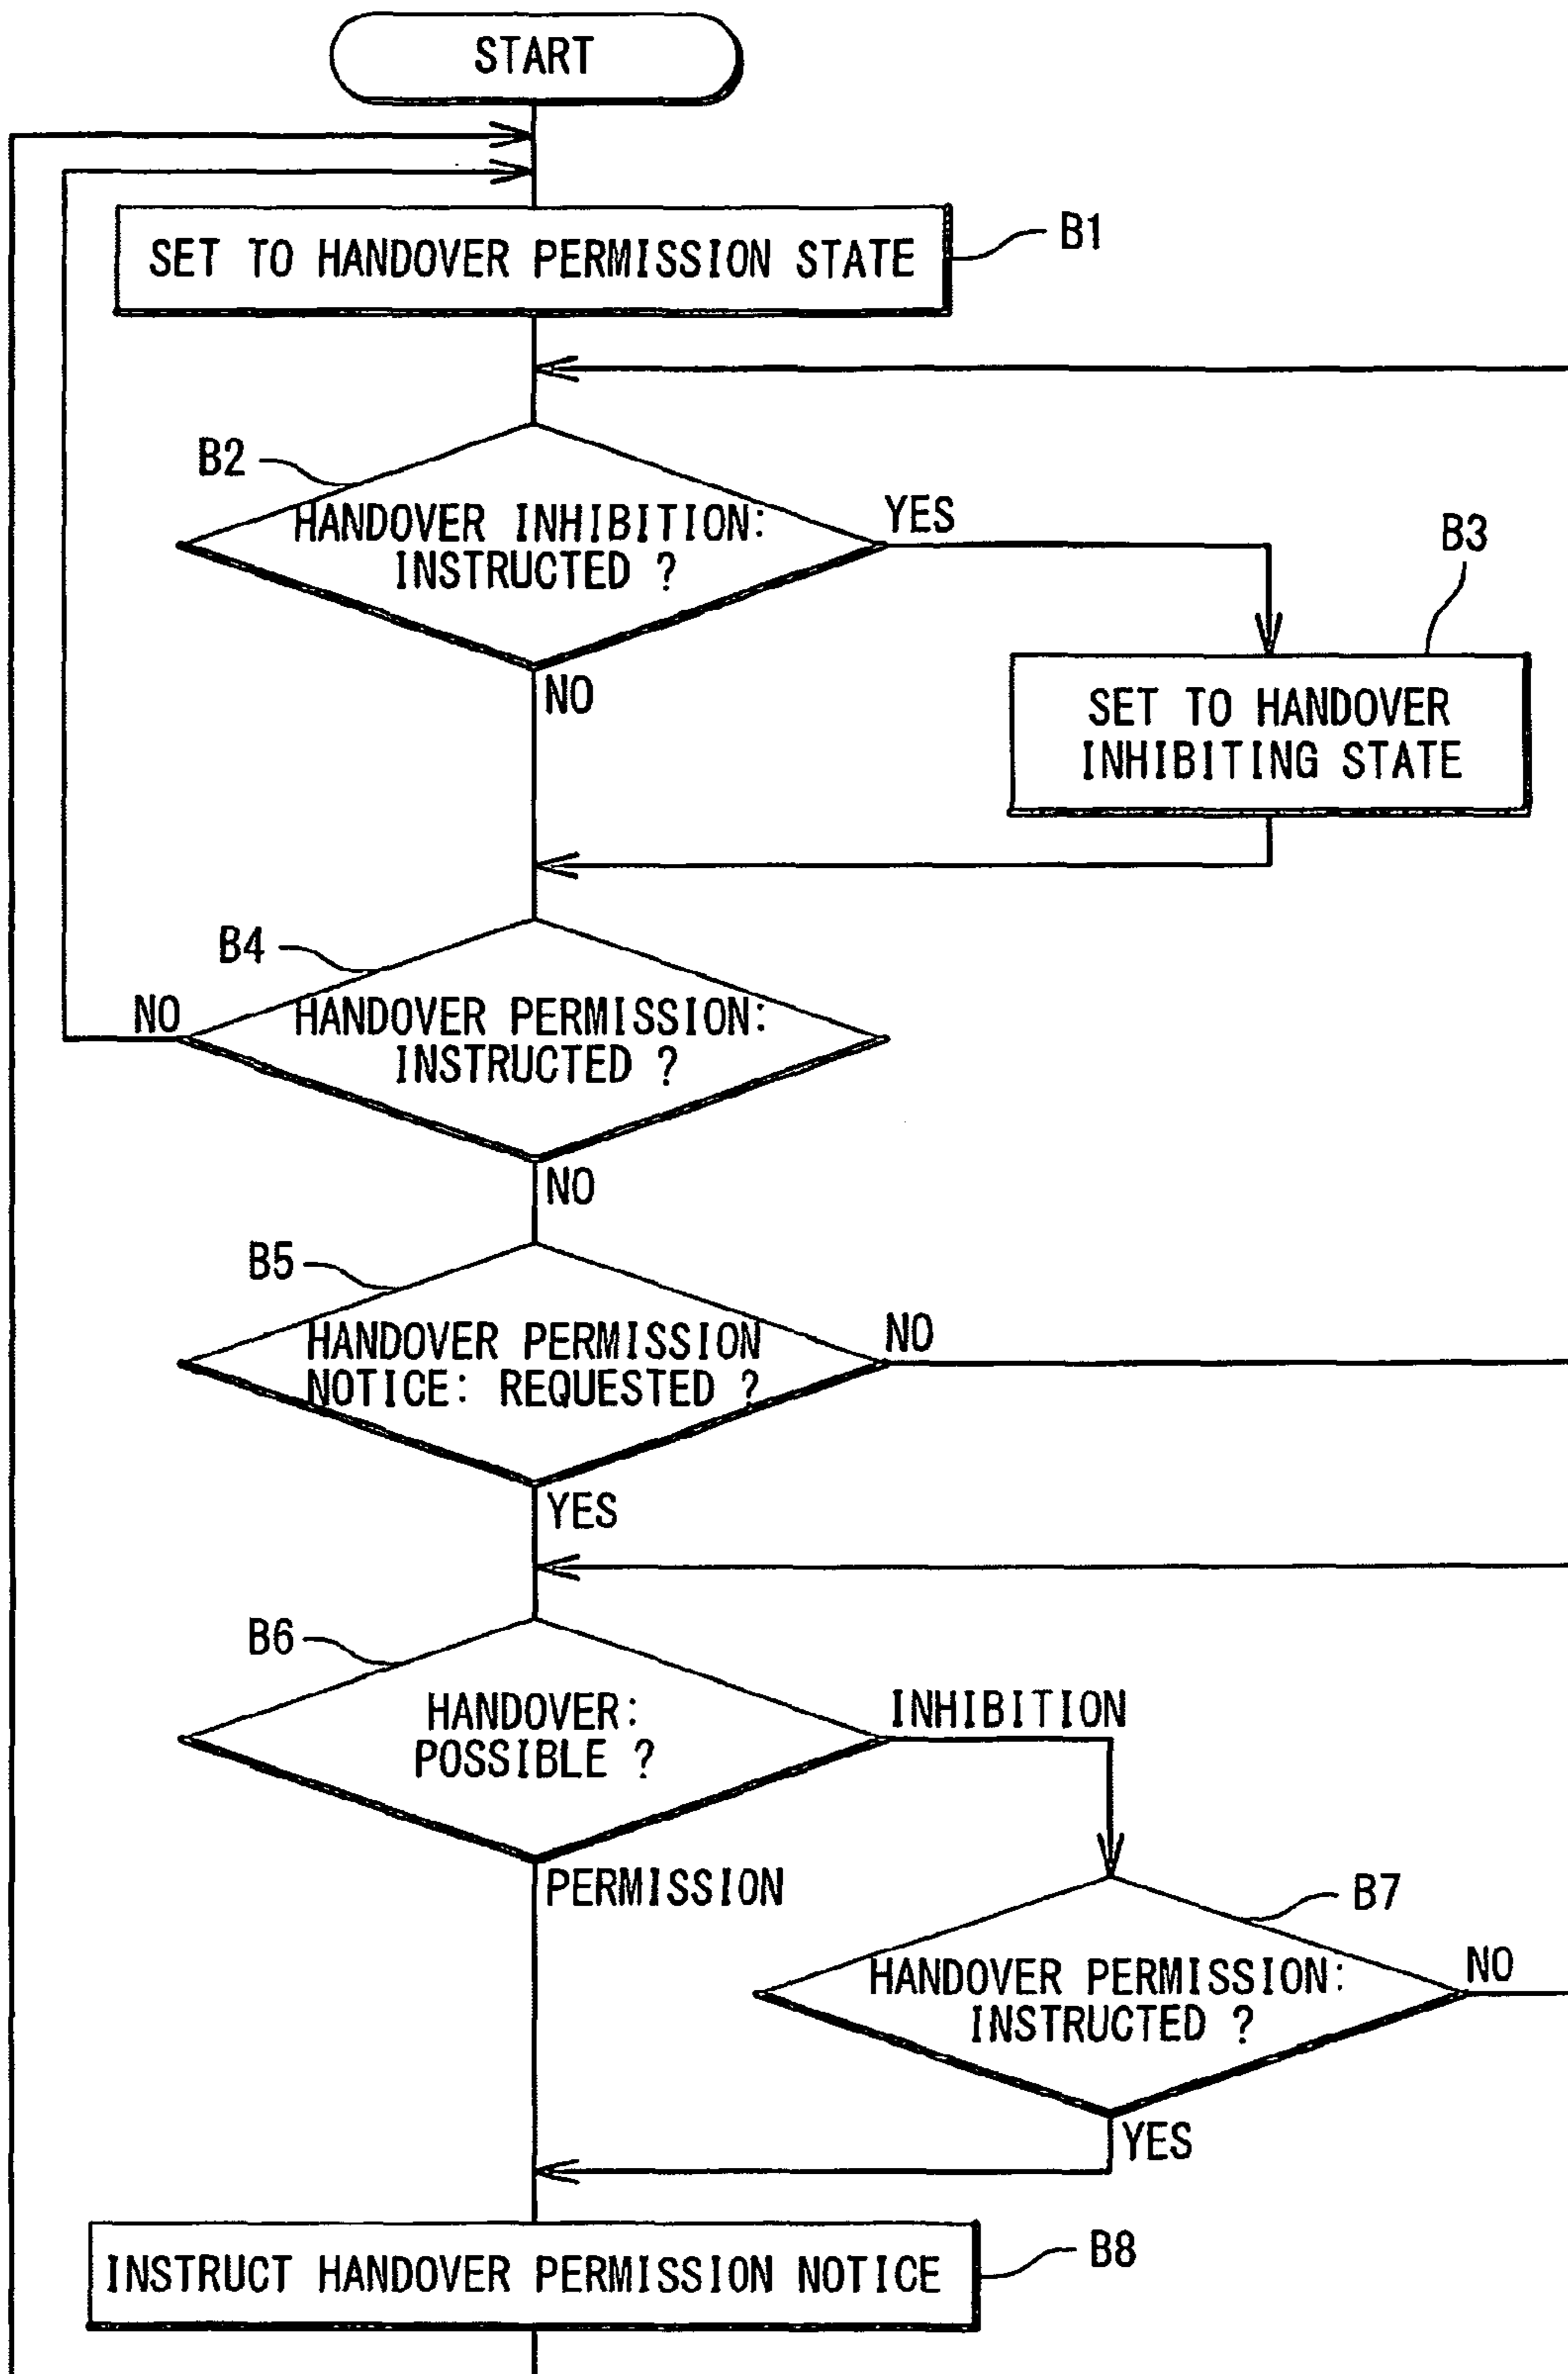 START
SET TO HANDOVER PERMISSION STATE
B1
B2
HANDOVER INHIBITION:
INSTRUCTED ?
YES
NO
B3
SET TO HANDOVER
INHIBITING STATE
B4
HANDOVER PERMISSION:
INSTRUCTED ?
NO
NO
B5
HANDOVER PERMISSION
NOTICE: REQUESTED ?
NO
YES
B6
HANDOVER:
POSSIBLE ?
INHIBITION
PERMISSION
B7
HANDOVER PERMISSION:
INSTRUCTED ?
NO
YES
INSTRUCT HANDOVER PERMISSION NOTICE
B8